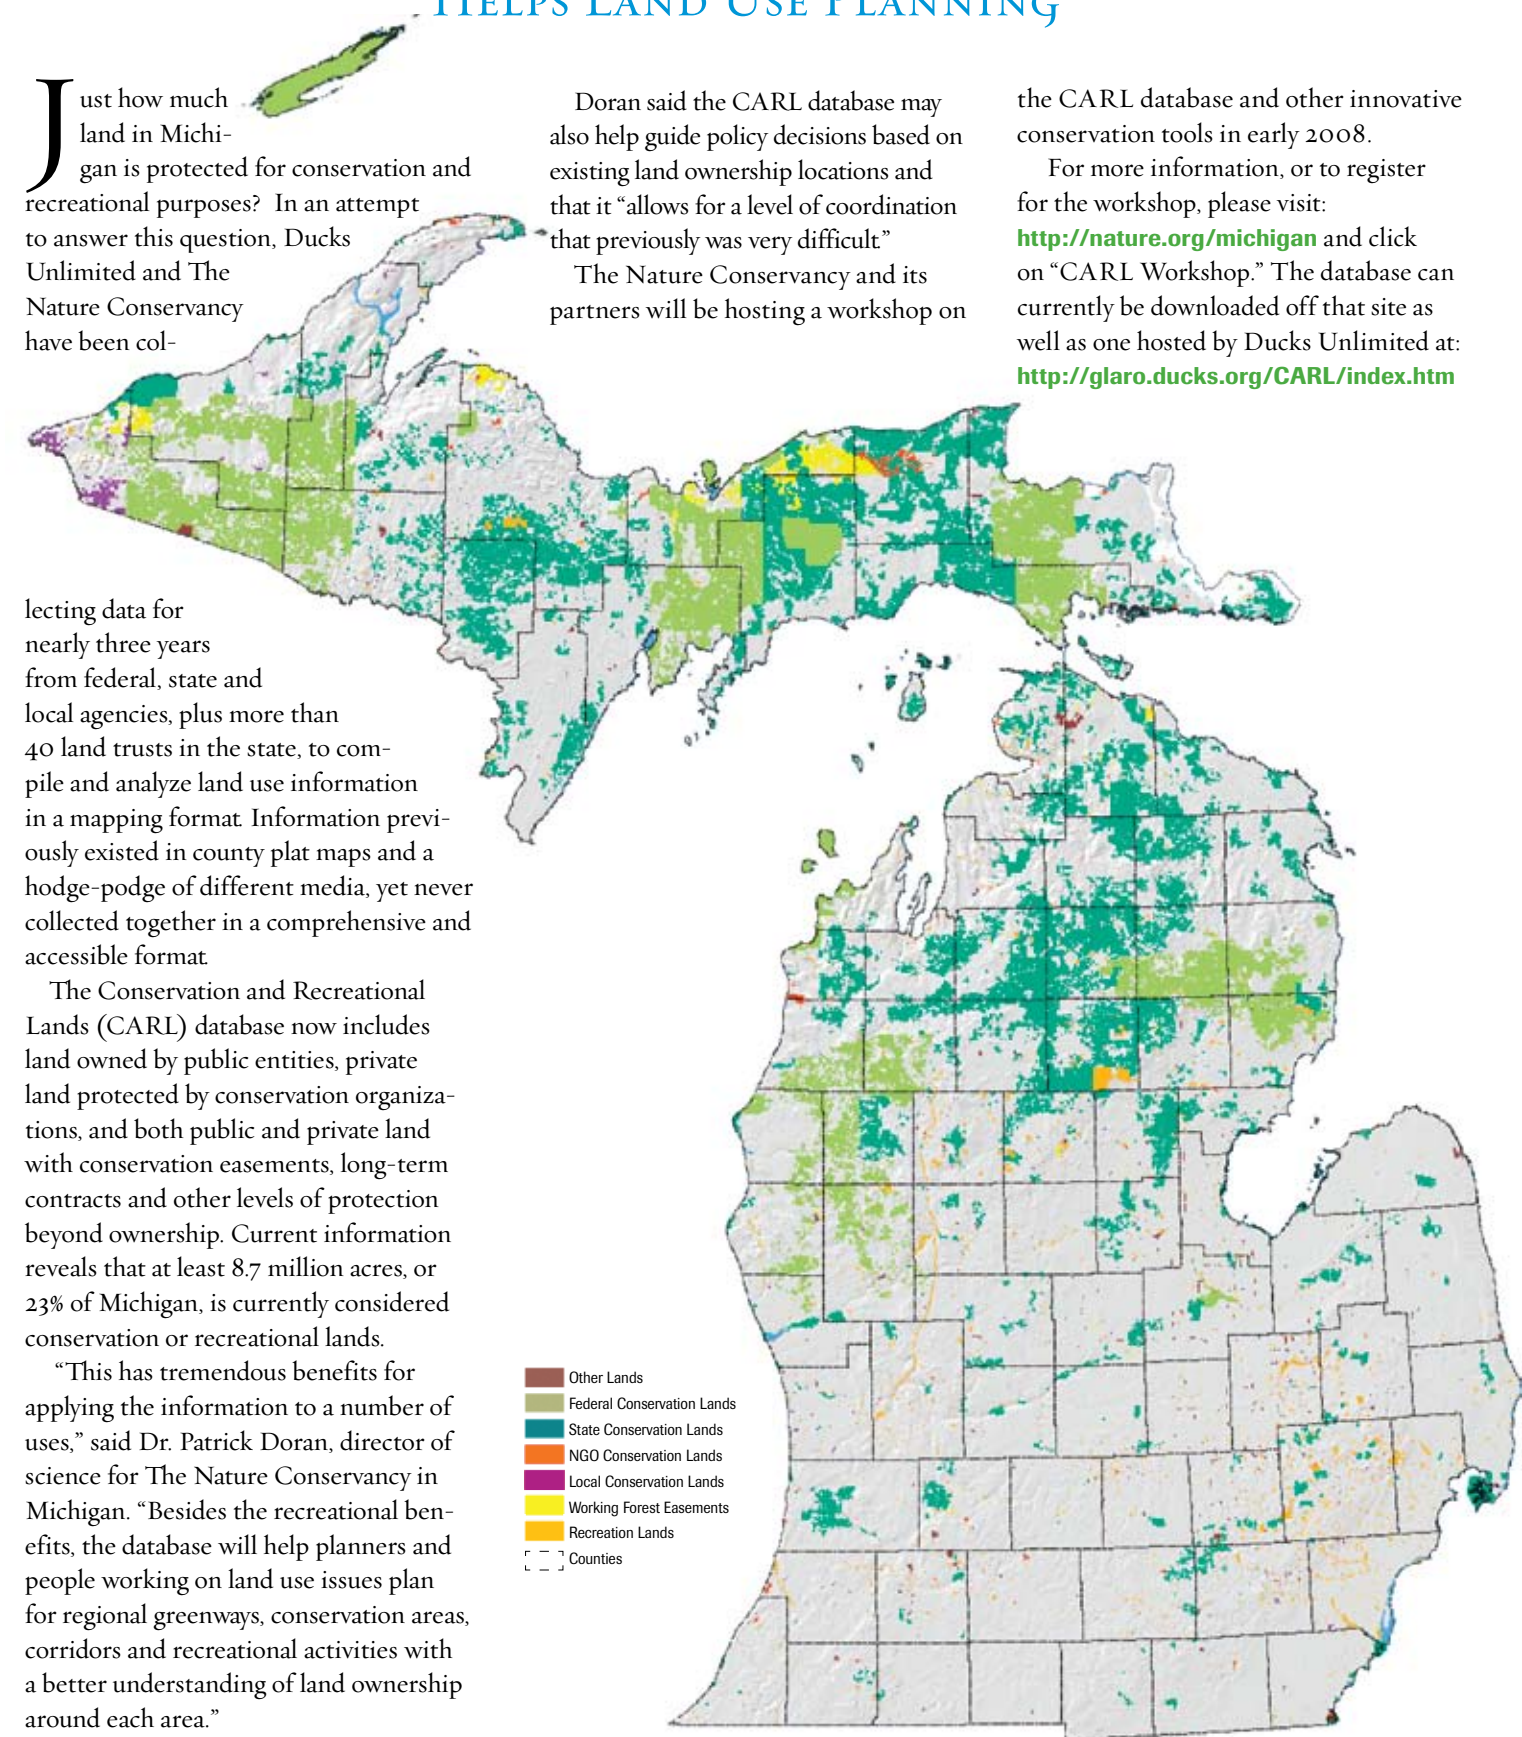 Helps Land Use Planning
Just how much
land in Michi-
gan is protected for conservation and
recreational purposes? In an attempt
to answer this question, Ducks
Unlimited and The
Nature Conservancy
have been col-
lecting data for
nearly three years
from federal, state and
local agencies, plus more than
40 land trusts in the state, to com-
pile and analyze land use information
in a mapping format. Information previ-
ously existed in county plat maps and a
hodge-podge of different media, yet never
collected together in a comprehensive and
accessible format.
The Conservation and Recreational
Lands (CARL) database now includes
land owned by public entities, private
land protected by conservation organiza-
tions, and both public and private land
with conservation easements, long-term
contracts and other levels of protection
beyond ownership. Current information
reveals that at least 8.7 million acres, or
23% of Michigan, is currently considered
conservation or recreational lands.
“This has tremendous benefits for
applying the information to a number of
uses,” said Dr. Patrick Doran, director of
science for The Nature Conservancy in
Michigan. “Besides the recreational ben-
efits, the database will help planners and
people working on land use issues plan
for regional greenways, conservation areas,
corridors and recreational activities with
a better understanding of land ownership
around each area.”
Doran said the CARL database may
also help guide policy decisions based on
existing land ownership locations and
that it “allows for a level of coordination
that previously was very difficult.”
The Nature Conservancy and its
partners will be hosting a workshop on
the CARL database and other innovative
conservation tools in early 2008.
For more information, or to register
for the workshop, please visit:
http://nature.org/michigan and click
on “CARL Workshop.” The database can
currently be downloaded off that site as
well as one hosted by Ducks Unlimited at:
http://glaro.ducks.org/CARL/index.htm
Other Lands
Federal Conservation Lands
State Conservation Lands
NGO Conservation Lands
Local Conservation Lands
Working Forest Easements
Recreation Lands
Counties